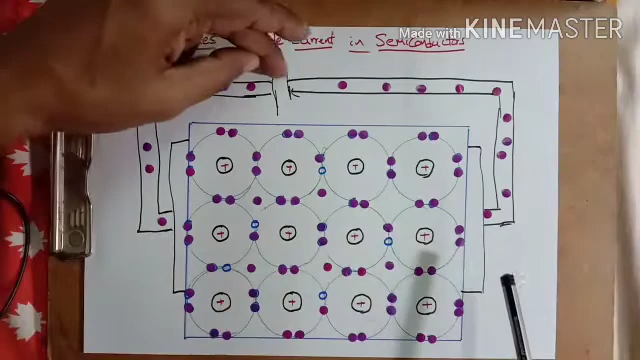 Made with KINEMASTER
Current in Semiconductors
+ + + +
+ + + +
+ + + +